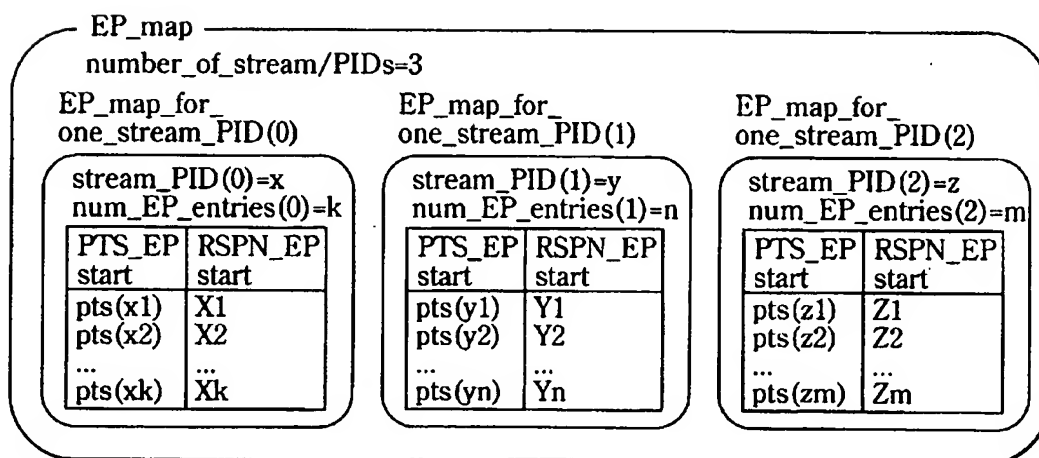 EP_map
number_of_stream/PIDs=3
EP_map_for_
one_stream_PID(0)
stream_PID(0)=x
num_EP_entries(0)=k
PTS_EP RSPN_EP
start start
pts(x1) X1
pts(x2) X2
... ...
pts(xk) Xk
EP_map_for_
one_stream_PID(1)
stream_PID(1)=y
num_EP_entries(1)=n
PTS_EP RSPN_EP
start start
pts(y1) Y1
pts(y2) Y2
... ...
pts(yn) Yn
EP_map_for_
one_stream_PID(2)
stream_PID(2)=z
num_EP_entries(2)=m
PTS_EP RSPN_EP
start start
pts(z1) Z1
pts(z2) Z2
... ...
pts(zm) Zm